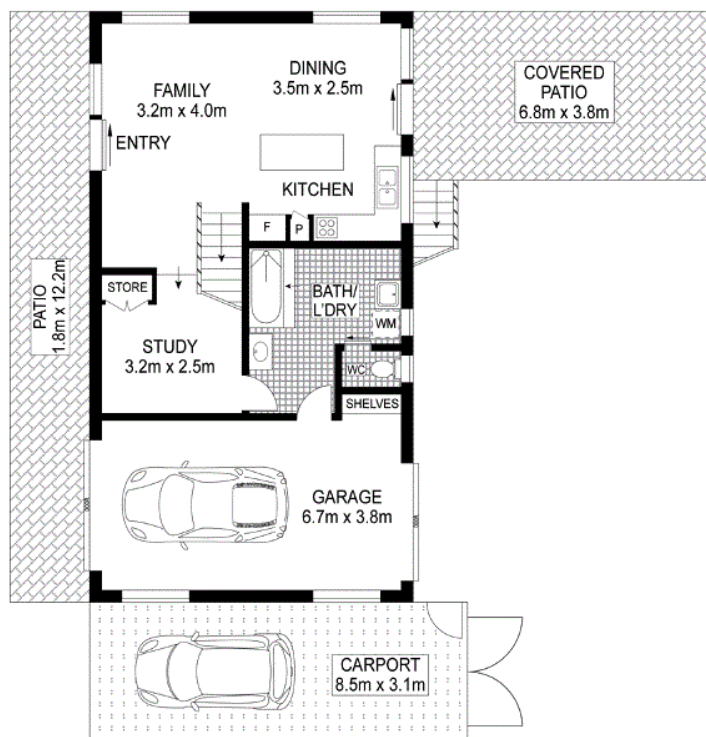 DINING
3.5m x 2.5m
FAMILY
3.2m x 4.0m
COVERED
PATIO
6.8m x 3.8m
ENTRY
KITCHEN
F
P
STORE
BATH/
L'DRY
PATIO
1.8m x 12.2m
WM
STUDY
3.2m x 2.5m
WC
SHELVES
GARAGE
6.7m x 3.8m
DOOR
DOOR
CARPORT
8.5m x 3.1m